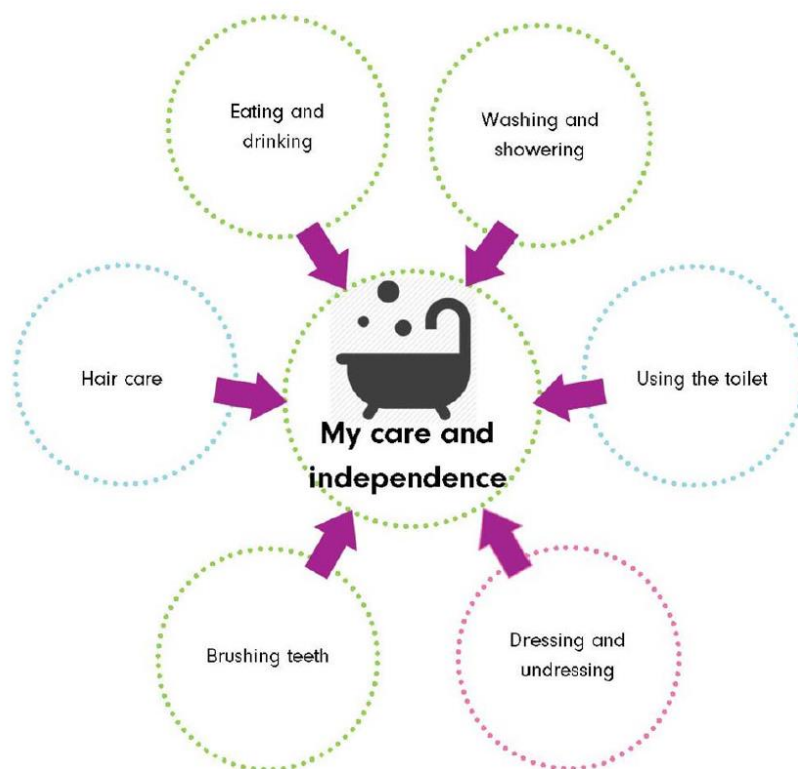 Eating and
drinking
Washing and
showering
Hair care
My care and
independence
Using the toilet
Brushing teeth
Dressing and
undressing